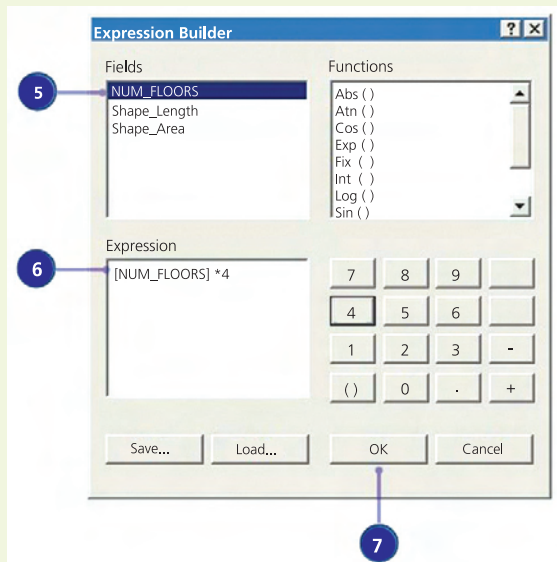 Expression Builder ? X
Fields
5
NUM_FLOORS
Shape_Length
Shape_Area
Functions
Abs ( )
Atn ( )
Cos ( )
Exp ( )
Fix ( )
Int ( )
Log ( )
Sin ( )
Expression
6
[NUM_FLOORS] *4
7 8 9
4 5 6
1 2 3 -
( ) 0 . +
Save... Load... OK Cancel
7